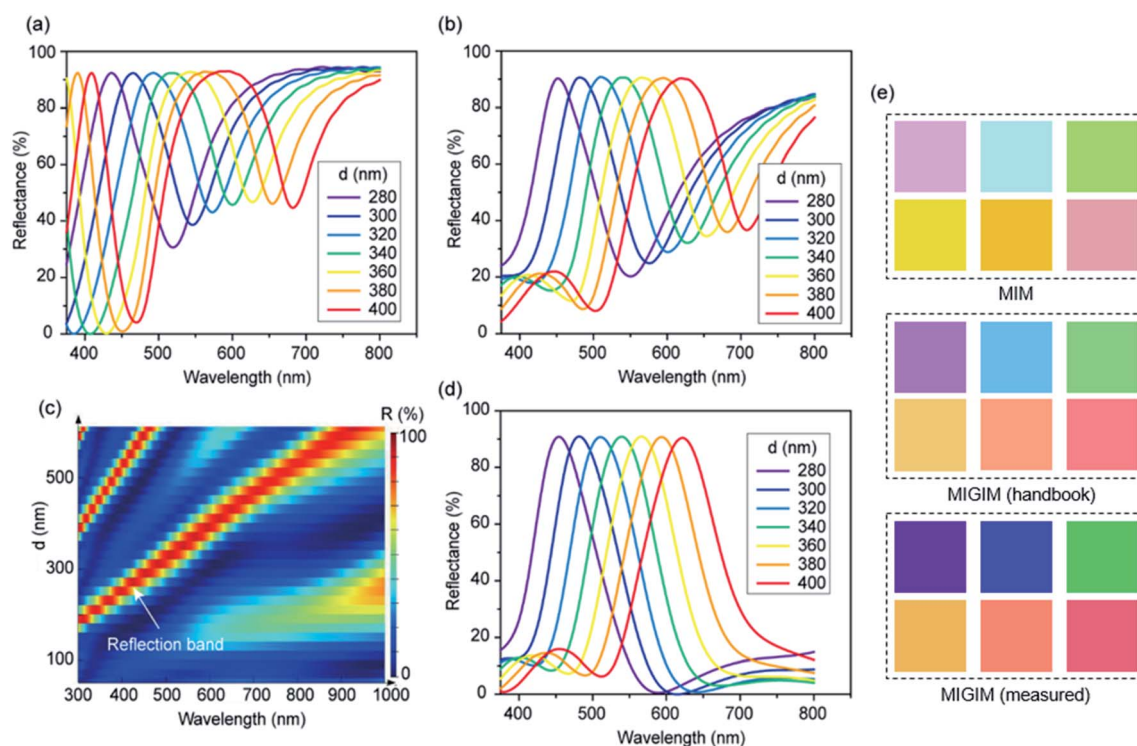 (a)
100
80
60
40
20
0
Reflectance (%)
400 500 600 700 800
Wavelength (nm)
d (nm)
280
300
320
340
360
380
400
(b)
100
80
60
40
20
0
Reflectance (%)
400 500 600 700 800
Wavelength (nm)
d (nm)
280
300
320
340
360
380
400
(c)
R (%)
100
0
500
300
100
d (nm)
Reflection band
300 400 500 600 700 800 900 1000
Wavelength (nm)
(d)
100
80
60
40
20
0
Reflectance (%)
400 500 600 700 800
Wavelength (nm)
d (nm)
280
300
320
340
360
380
400
(e)
MIM
MIGIM (handbook)
MIGIM (measured)